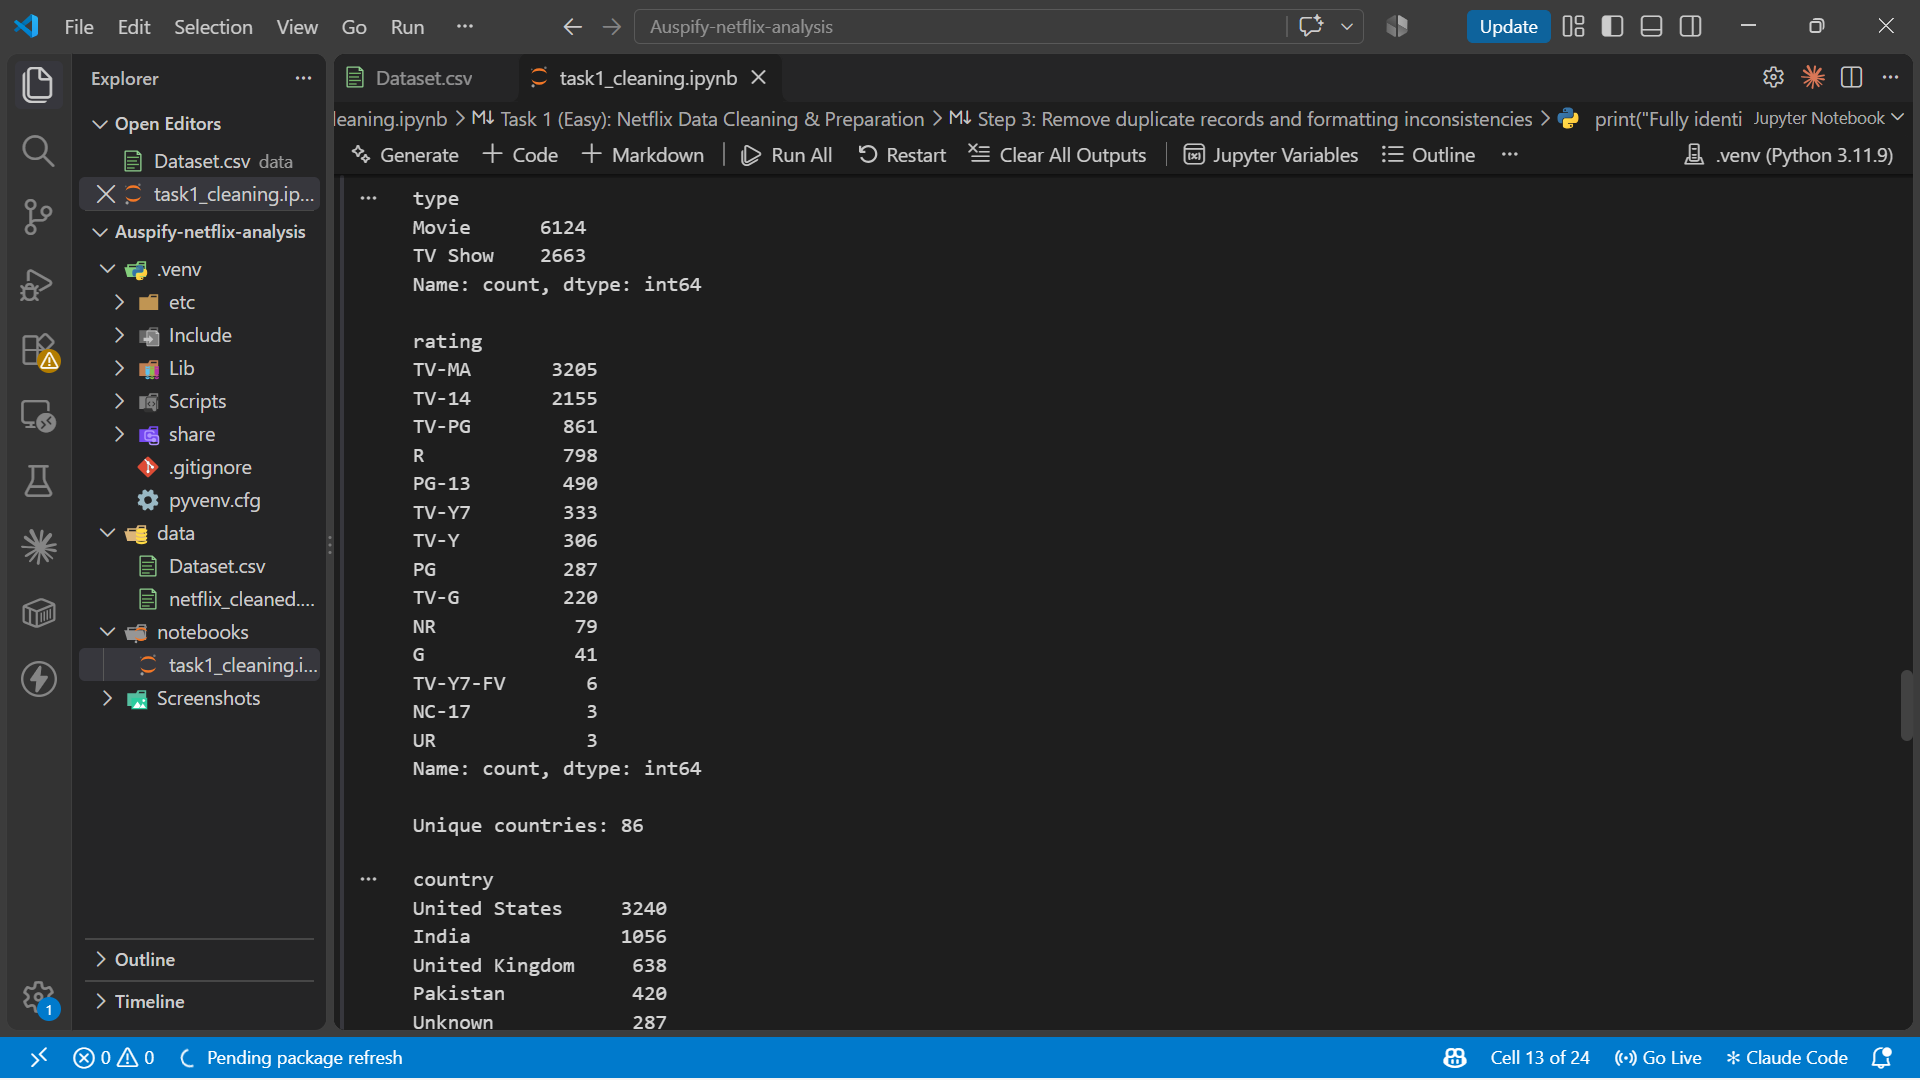 File Edit Selection View Go Run ···
Auspify-netflix-analysis
Update
Explorer ···
Dataset.csv
task1_cleaning.ipynb
leaning.ipynb > M↓ Task 1 (Easy): Netflix Data Cleaning & Preparation > M↓ Step 3: Remove duplicate records and formatting inconsistencies > print("Fully identi
Jupyter Notebook
Generate + Code + Markdown Run All Restart Clear All Outputs Jupyter Variables Outline ··· .venv (Python 3.11.9)
Open Editors
Dataset.csv data
task1_cleaning.ip...
Auspify-netflix-analysis
.venv
etc
Include
Lib
Scripts
share
.gitignore
pyvenv.cfg
data
Dataset.csv
netflix_cleaned....
notebooks
task1_cleaning.i...
Screenshots
Outline
Timeline
1
type
Movie 6124
TV Show 2663
Name: count, dtype: int64
rating
TV-MA 3205
TV-14 2155
TV-PG 861
R 798
PG-13 490
TV-Y7 333
TV-Y 306
PG 287
TV-G 220
NR 79
G 41
TV-Y7-FV 6
NC-17 3
UR 3
Name: count, dtype: int64
Unique countries: 86
country
United States 3240
India 1056
United Kingdom 638
Pakistan 420
Unknown 287
0 0 Pending package refresh
Cell 13 of 24 Go Live Claude Code